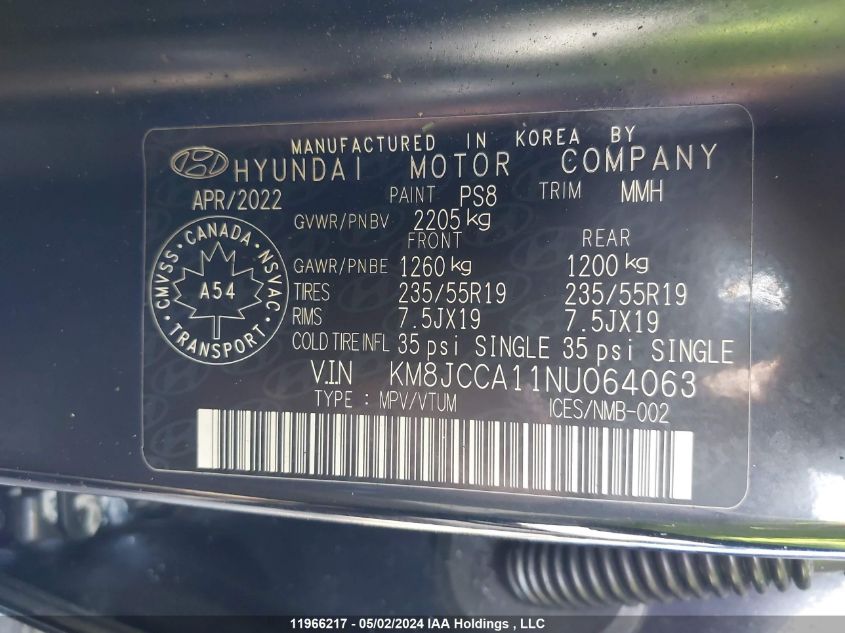 MANUFACTURED IN KOREA BY
HYUNDAI MOTOR COMPANY
APR/2022 PAINT PS8 TRIM MMH
GVWR/PNBV 2205 kg
FRONT REAR
GAWR/PNBE 1260 kg 1200 kg
TIRES 235/55R19 235/55R19
RIMS 7.5JX19 7.5JX19
COLD TIRE INFL 35 psi SINGLE 35 psi SINGLE
V.I.N KM8JCCA11NU064063
TYPE : MPV/VTUM ICES/NMB-002
CMVSS · CANADA · NSVAC
A54
· TRANSPORT ·
11966217 - 05/02/2024 IAA Holdings , LLC